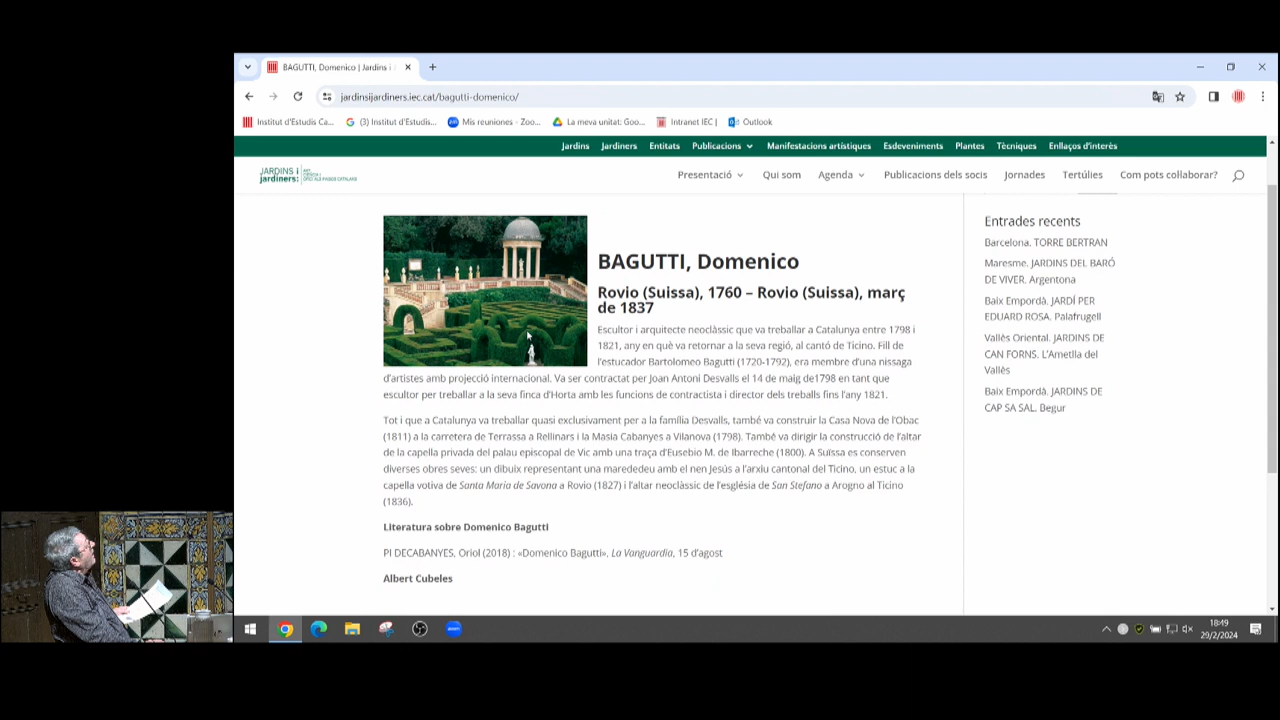 BAGUTTI, Domenico | Jardins i
jardinsijardiners.iec.cat/bagutti-domenico/
Institut d'Estudis Ca... (3) Institut d'Estudis... Mis reuniones - Zoo... La meva unitat: Goo... Intranet IEC | Outlook
Jardins Jardiners Entitats Publicacions Manifestacions artístiques Esdeveniments Plantes Tècniques Enllaços d'interès
JARDINS i
jardiners:
Presentació Qui som Agenda Publicacions dels socis Jornades Tertúlies Com pots collaborar?
BAGUTTI, Domenico
Rovio (Suissa), 1760 – Rovio (Suissa), març
de 1837
Escultor i arquitecte neoclàssic que va treballar a Catalunya entre 1798 i
1821, any en què va retornar a la seva regió, al cantó de Ticino. Fill de
l'estucador Bartolomeo Bagutti (1720-1792), era membre d'una nissaga
d'artistes amb projecció internacional. Va ser contractat per Joan Antoni Desvalls el 14 de maig de1798 en tant que
escultor per treballar a la seva finca d'Horta amb les funcions de contractista i director dels treballs fins l'any 1821.
Tot i que a Catalunya va treballar quasi exclusivament per a la família Desvalls, també va construir la Casa Nova de l'Obac
(1811) a la carretera de Terrassa a Rellinars i la Masia Cabanyes a Vilanova (1798). També va dirigir la construcció de l'altar
de la capella privada del palau episcopal de Vic amb una traça d'Eusebio M. de Ibarreche (1800). A Suïssa es conserven
diverses obres seves: un dibuix representant una marededeu amb el nen Jesús a l'arxiu cantonal del Ticino, un estuc a la
capella votiva de Santa Maria de Savona a Rovio (1827) i l'altar neoclàssic de l'església de San Stefano a Arogno al Ticino
(1836).
Literatura sobre Domenico Bagutti
PI DECABANYES, Oriol (2018) : «Domenico Bagutti», La Vanguardia, 15 d'agost
Albert Cubeles
Entrades recents
Barcelona. TORRE BERTRAN
Maresme. JARDINS DEL BARÓ
DE VIVER. Argentona
Baix Empordà. JARDÍ PER
EDUARD ROSA. Palafrugell
Vallès Oriental. JARDINS DE
CAN FORNS. L'Ametlla del
Vallès
Baix Empordà. JARDINS DE
CAP SA SAL. Begur
zoom
18:49
29/2/2024